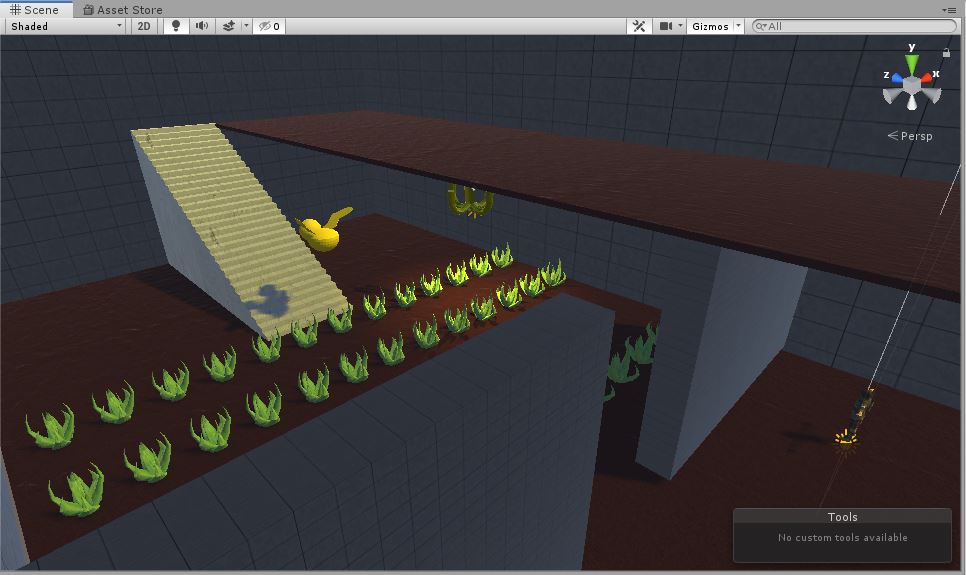 Scene Asset Store
Shaded 2D 0 Gizmos All
y
z x
Persp
Tools
No custom tools available